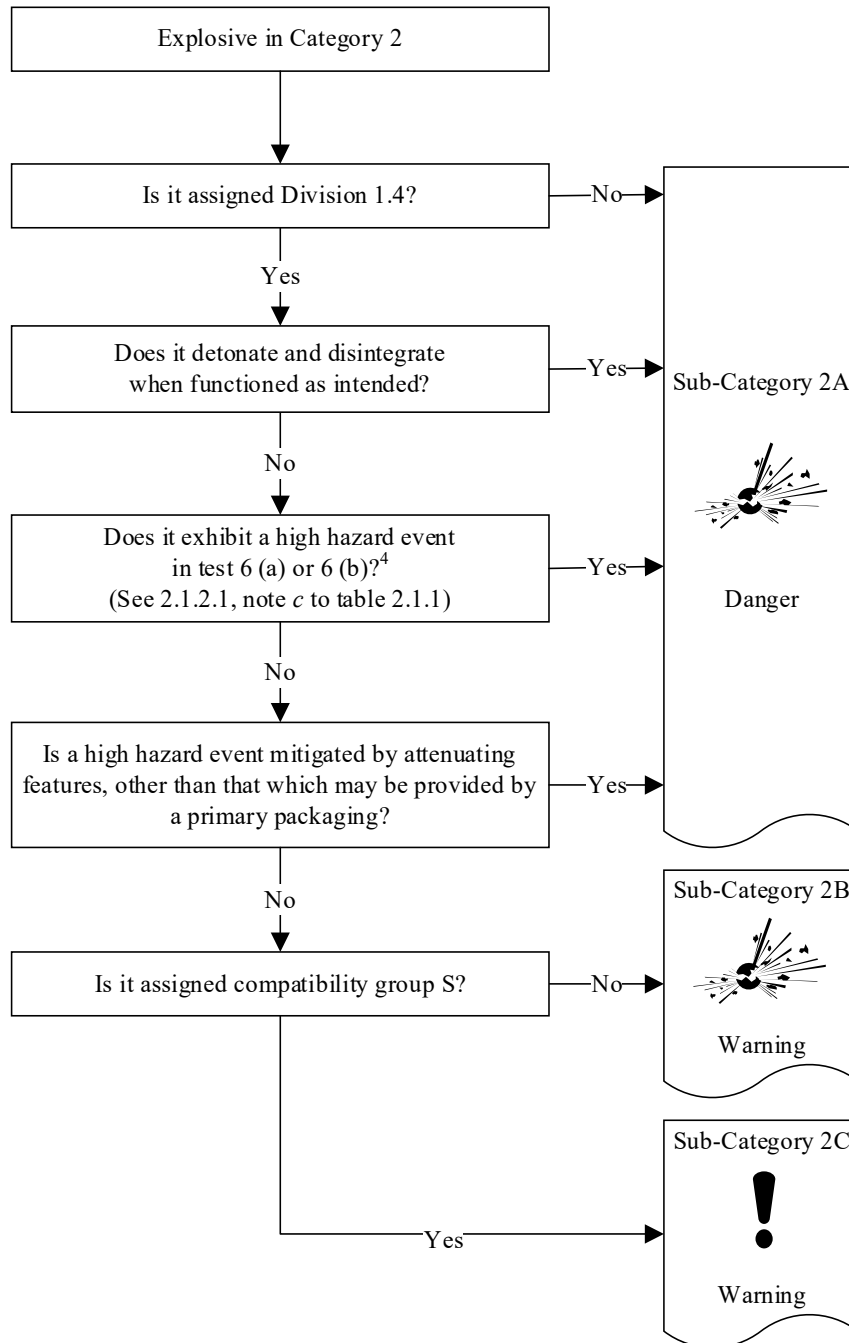 Explosive in Category 2
Is it assigned Division 1.4?
No
Yes
Does it detonate and disintegrate
when functioned as intended?
Yes
Sub-Category 2A
Danger
No
Does it exhibit a high hazard event
in test 6 (a) or 6 (b)?4
(See 2.1.2.1, note c to table 2.1.1)
Yes
No
Is a high hazard event mitigated by attenuating
features, other than that which may be provided by
a primary packaging?
Yes
No
Is it assigned compatibility group S?
No
Sub-Category 2B
Warning
Yes
Sub-Category 2C
Warning